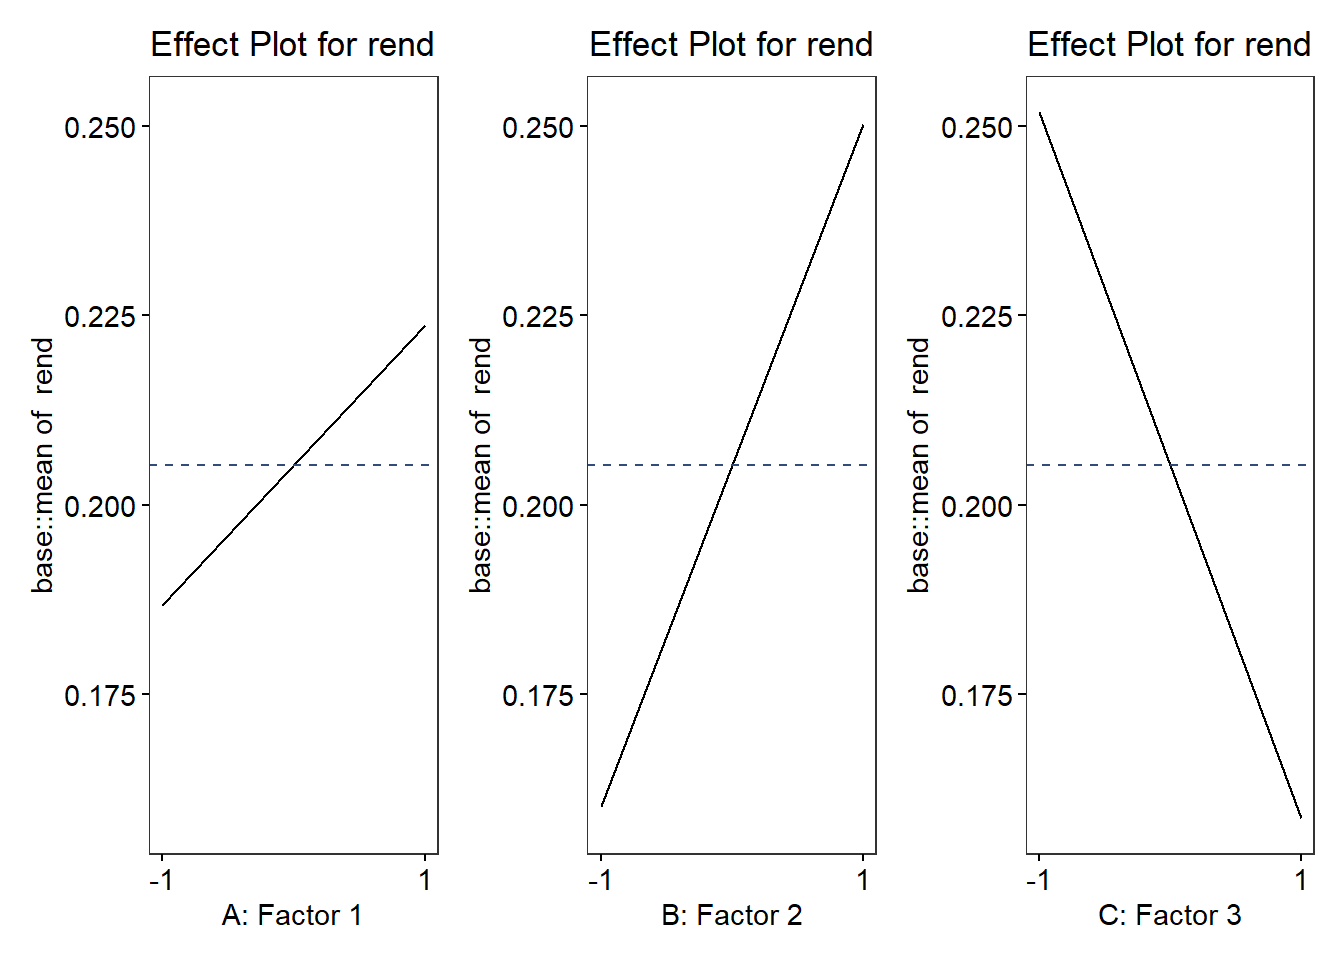 Effect Plot for rend
base::mean of  rend
0.250
0.225
0.200
0.175
-1 1
A: Factor 1
Effect Plot for rend
base::mean of  rend
0.250
0.225
0.200
0.175
-1 1
B: Factor 2
Effect Plot for rend
base::mean of  rend
0.250
0.225
0.200
0.175
-1 1
C: Factor 3